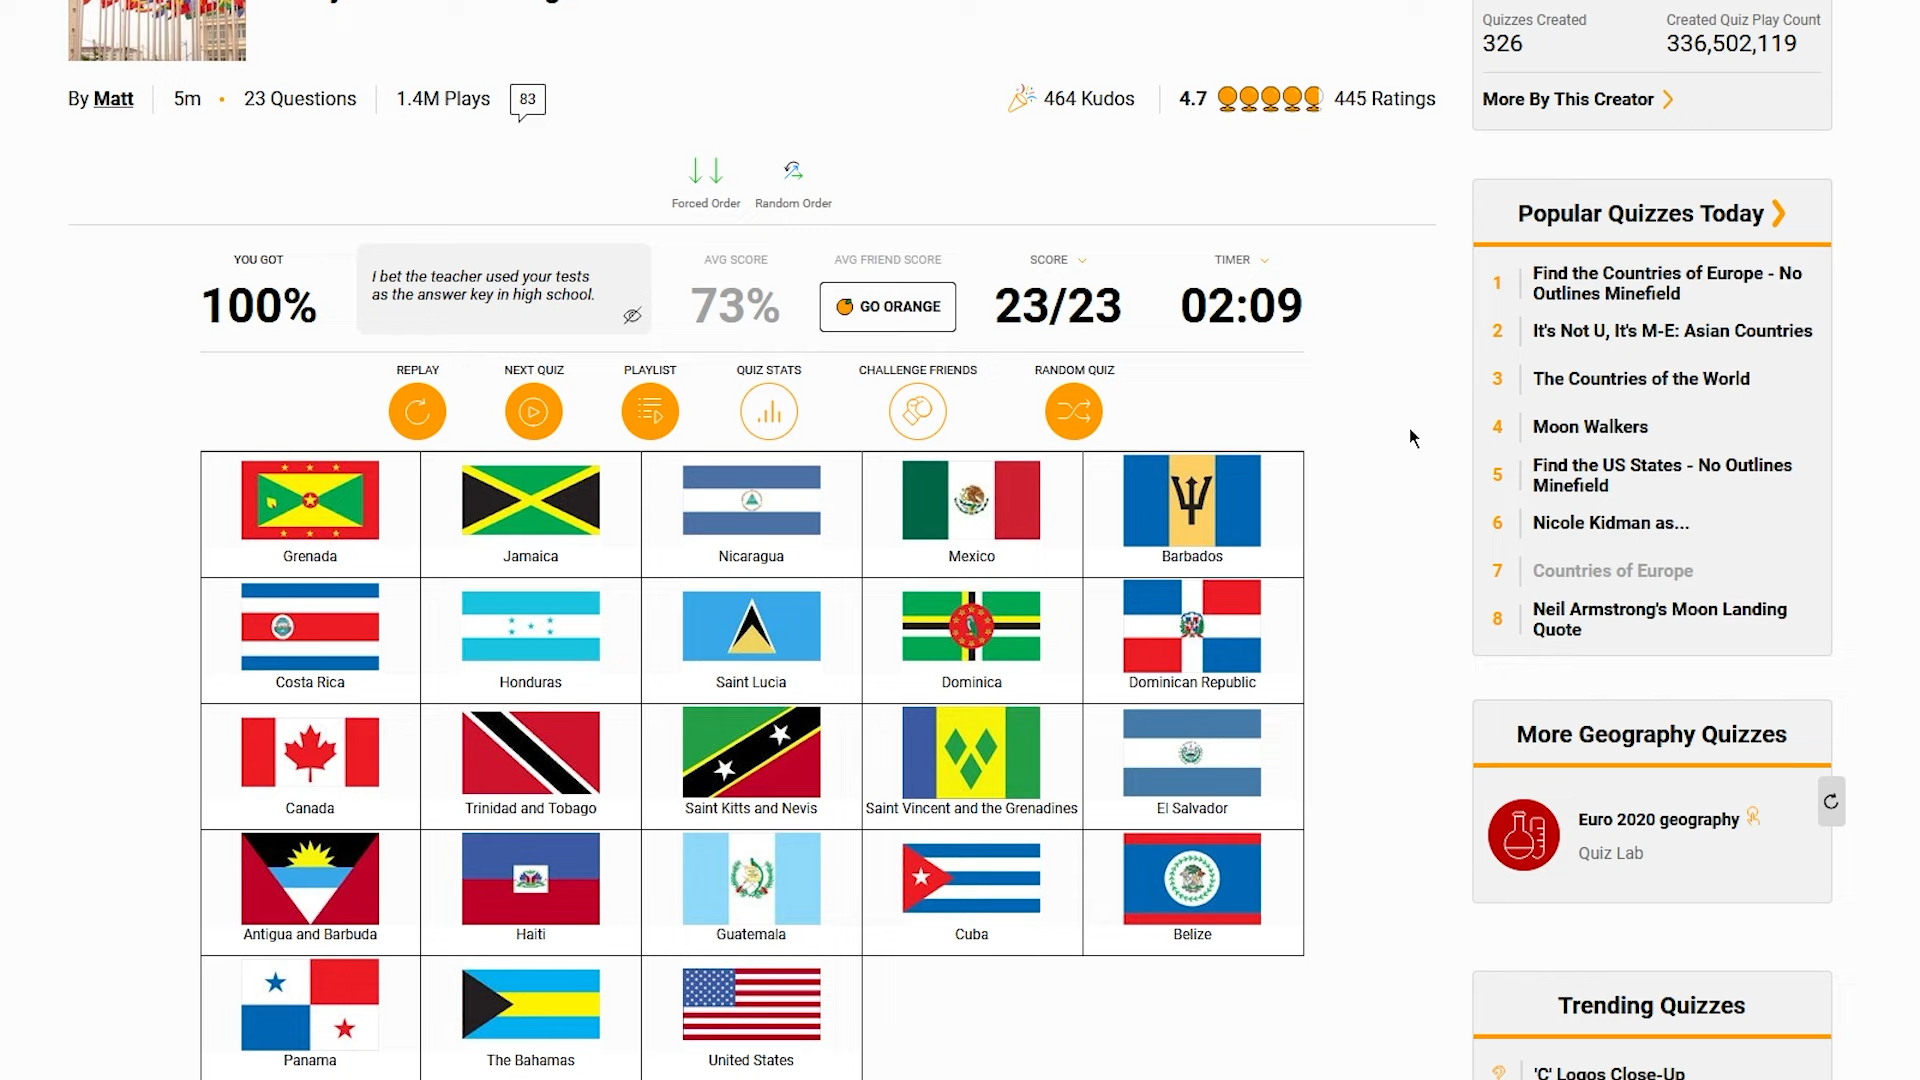 Quizzes Created
Created Quiz Play Count
326
336,502,119
More By This Creator
By Matt
5m
23 Questions
1.4M Plays
83
464 Kudos
4.7
445 Ratings
Forced Order
Random Order
YOU GOT
100%
I bet the teacher used your tests
as the answer key in high school.
AVG SCORE
73%
AVG FRIEND SCORE
GO ORANGE
SCORE
23/23
TIMER
02:09
REPLAY
NEXT QUIZ
PLAYLIST
QUIZ STATS
CHALLENGE FRIENDS
RANDOM QUIZ
Grenada
Jamaica
Nicaragua
Mexico
Barbados
Costa Rica
Honduras
Saint Lucia
Dominica
Dominican Republic
Canada
Trinidad and Tobago
Saint Kitts and Nevis
Saint Vincent and the Grenadines
El Salvador
Antigua and Barbuda
Haiti
Guatemala
Cuba
Belize
Panama
The Bahamas
United States
Popular Quizzes Today
1
Find the Countries of Europe - No
Outlines Minefield
2
It's Not U, It's M-E: Asian Countries
3
The Countries of the World
4
Moon Walkers
5
Find the US States - No Outlines
Minefield
6
Nicole Kidman as...
7
Countries of Europe
8
Neil Armstrong's Moon Landing
Quote
More Geography Quizzes
Euro 2020 geography
Quiz Lab
Trending Quizzes
'C' Logos Close-Up